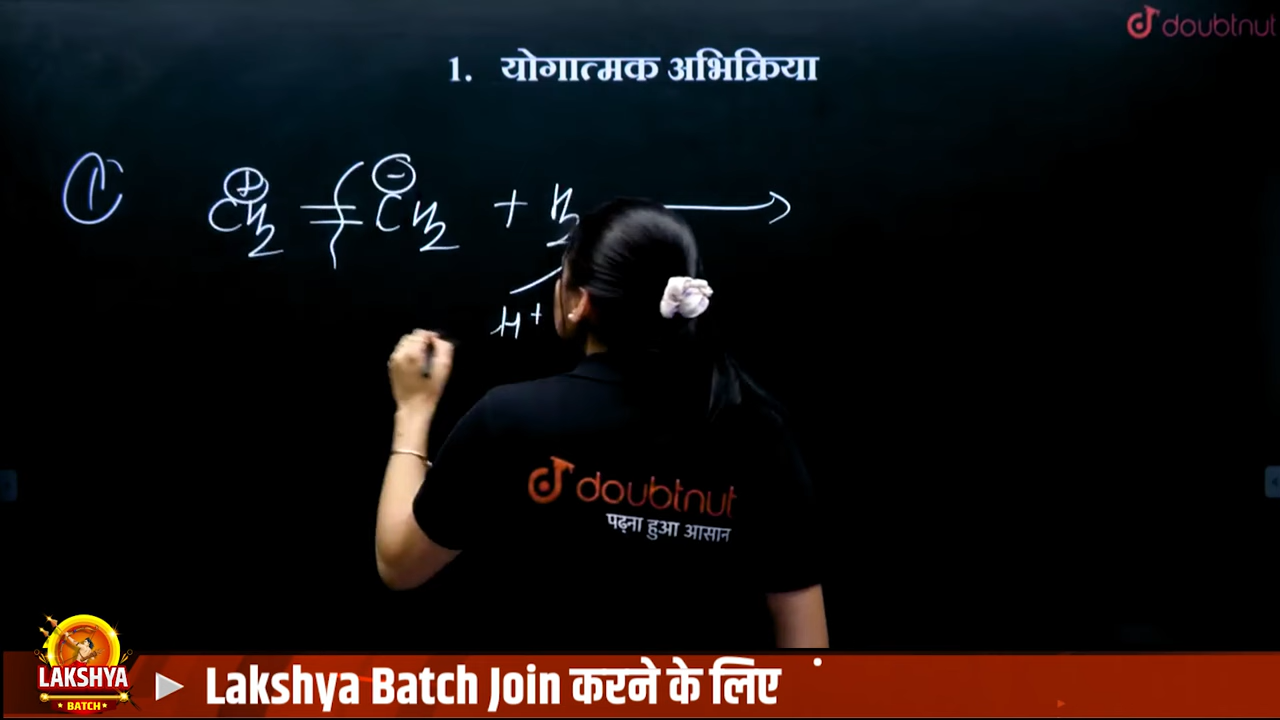 doubtnut
1. योगात्मक अभिक्रिया
① CH2 = CH2 + H2 →
⊕ ⊖
H+
doubtnut
पढ़ना हुआ आसान
LAKSHYA
BATCH
Lakshya Batch Join करने के लिए